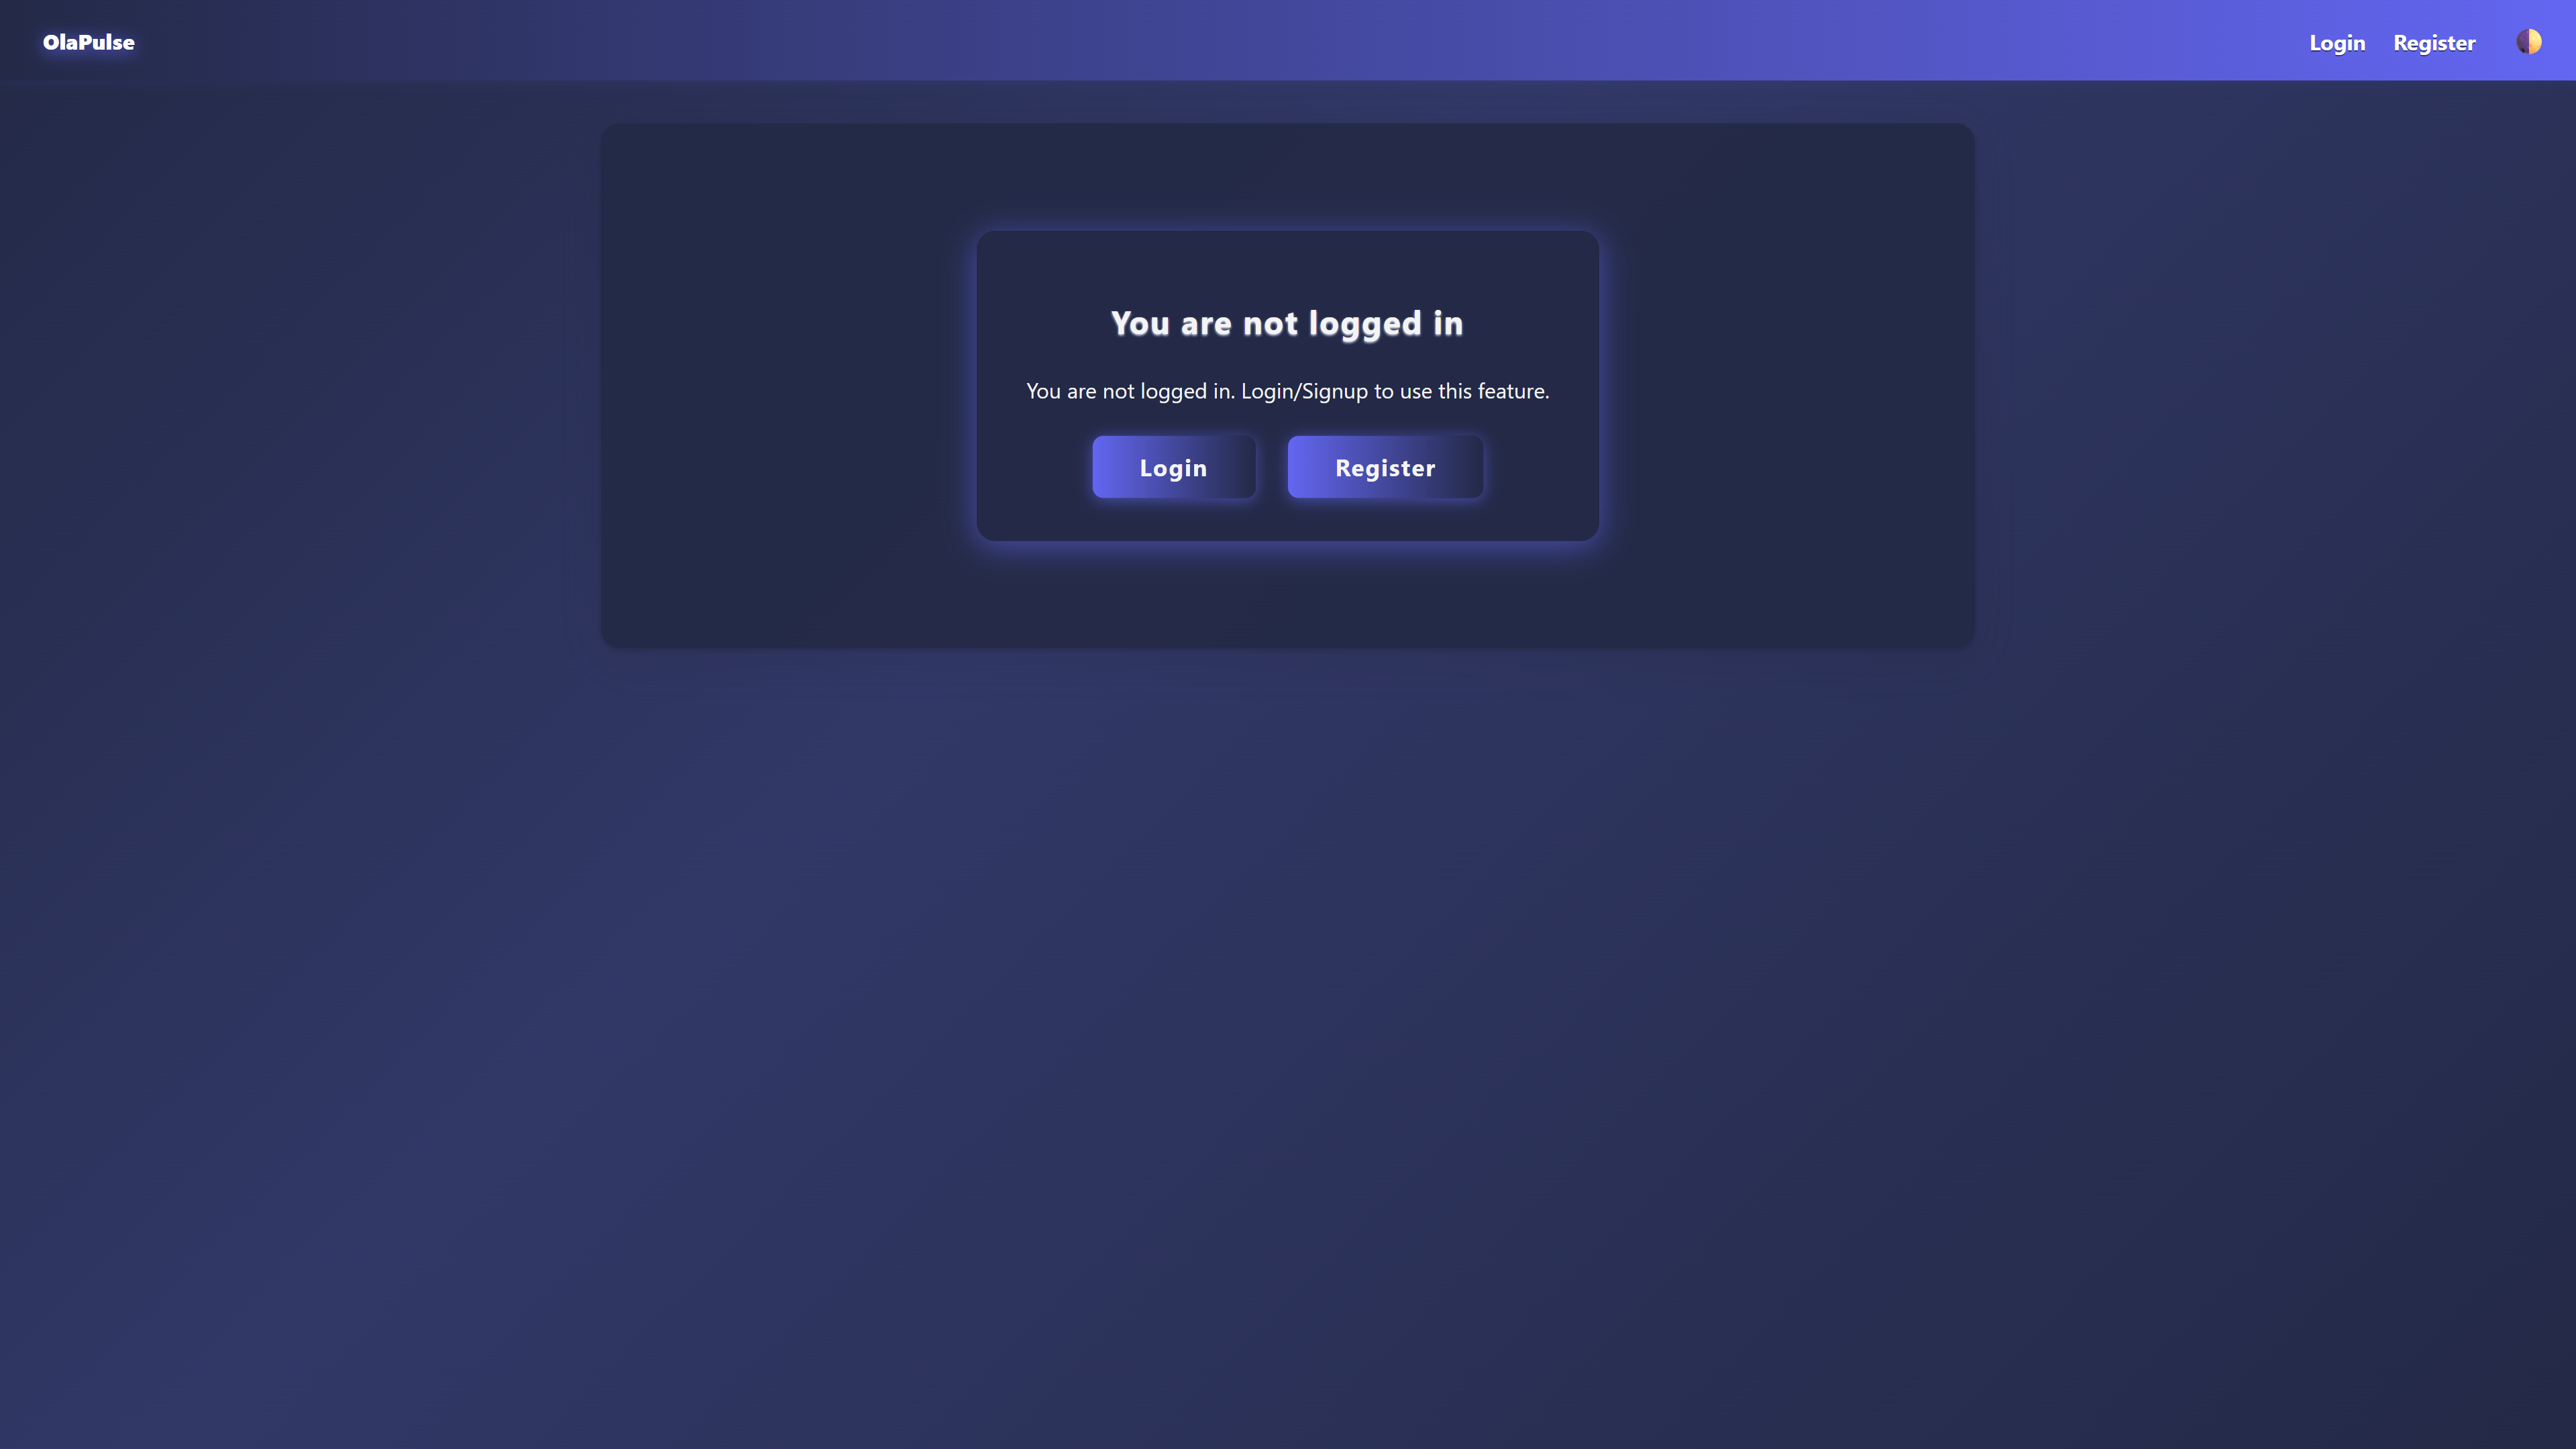 OlaPulse
Login
Register
You are not logged in
You are not logged in. Login/Signup to use this feature.
Login
Register